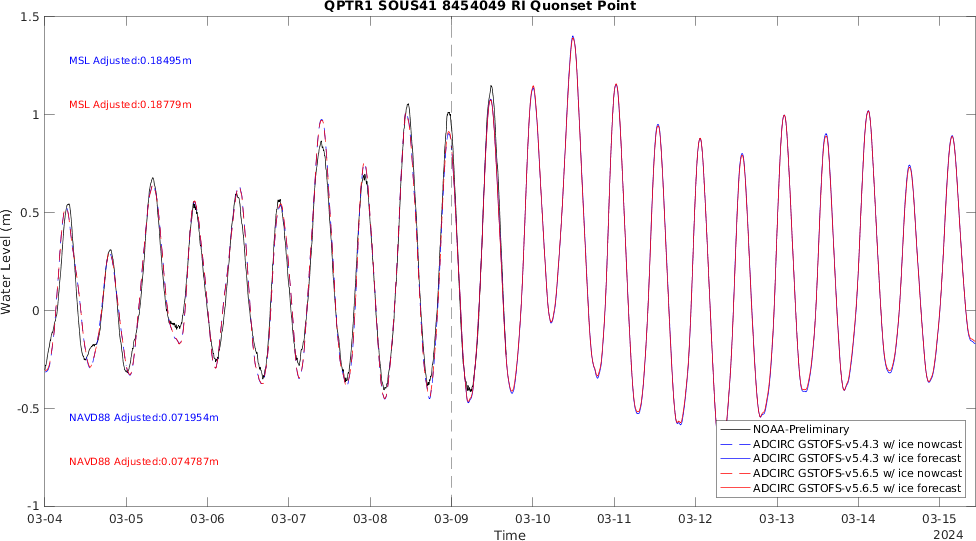 QPTR1 SOUS41 8454049 RI Quonset Point
1.5
1
0.5
0
-0.5
-1
Water Level (m)
MSL Adjusted:0.18495m
MSL Adjusted:0.18779m
NAVD88 Adjusted:0.071954m
NAVD88 Adjusted:0.074787m
NOAA-Preliminary
ADCIRC GSTOFS-v5.4.3 w/ ice nowcast
ADCIRC GSTOFS-v5.4.3 w/ ice forecast
ADCIRC GSTOFS-v5.6.5 w/ ice nowcast
ADCIRC GSTOFS-v5.6.5 w/ ice forecast
03-04 03-05 03-06 03-07 03-08 03-09 03-10 03-11 03-12 03-13 03-14 03-15
Time
2024